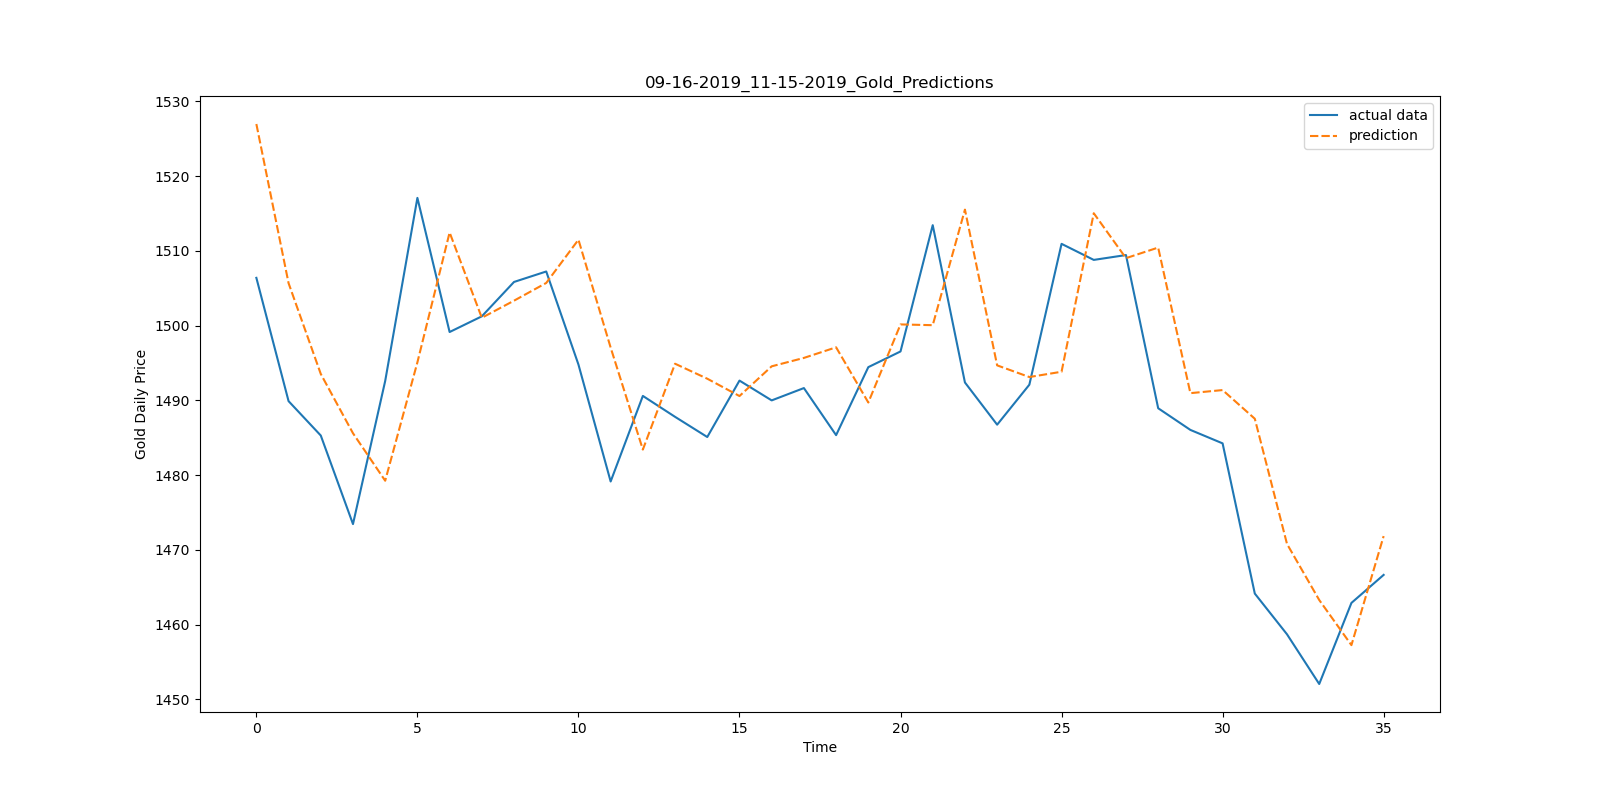 09-16-2019_11-15-2019_Gold_Predictions
actual data
prediction
Gold Daily Price
1530
1520
1510
1500
1490
1480
1470
1460
1450
0 5 10 15 20 25 30 35
Time